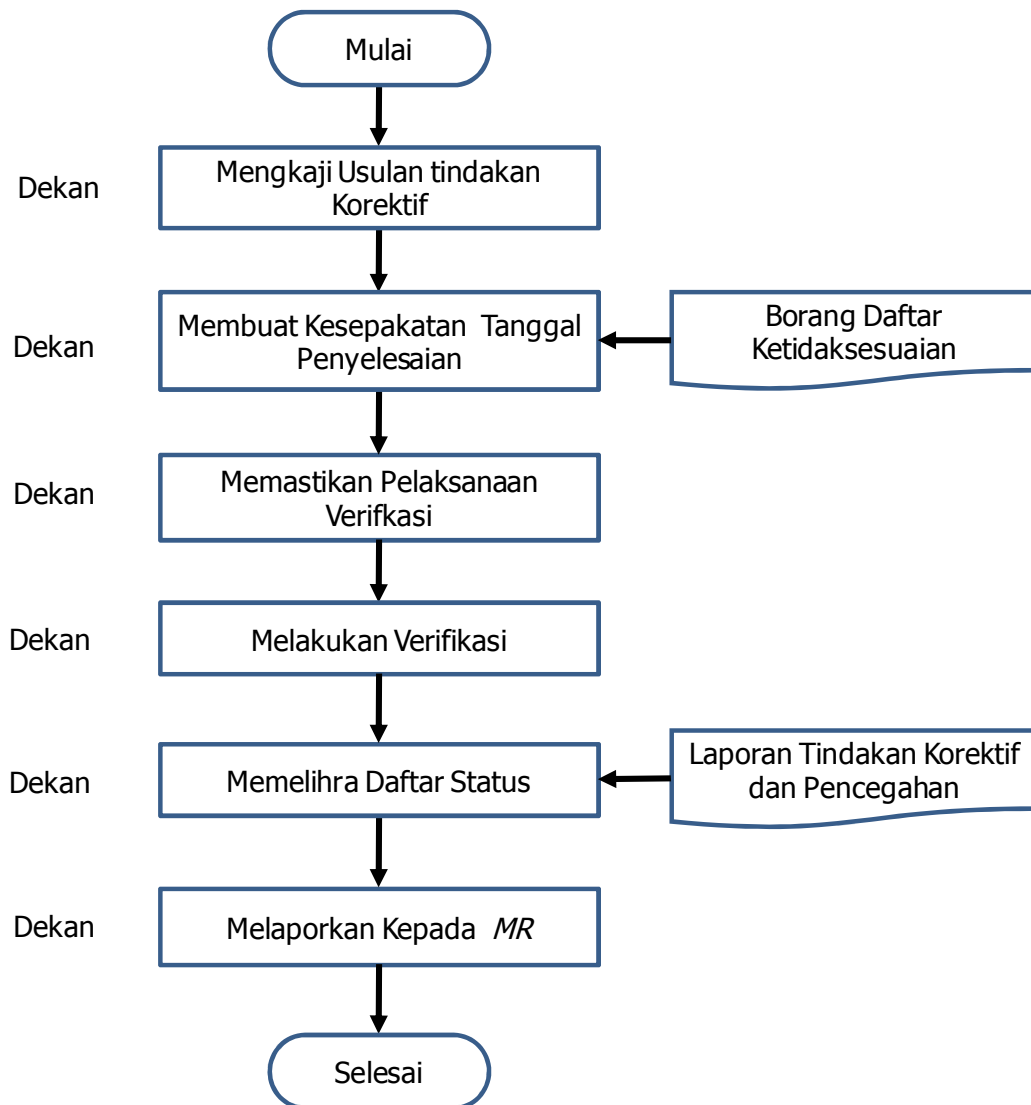 Mulai
Dekan
Mengkaji Usulan tindakan
Korektif
Dekan
Membuat Kesepakatan Tanggal
Penyelesaian
Borang Daftar
Ketidaksesuaian
Dekan
Memastikan Pelaksanaan
Verifkasi
Dekan
Melakukan Verifikasi
Dekan
Memelihra Daftar Status
Laporan Tindakan Korektif
dan Pencegahan
Dekan
Melaporkan Kepada MR
Selesai